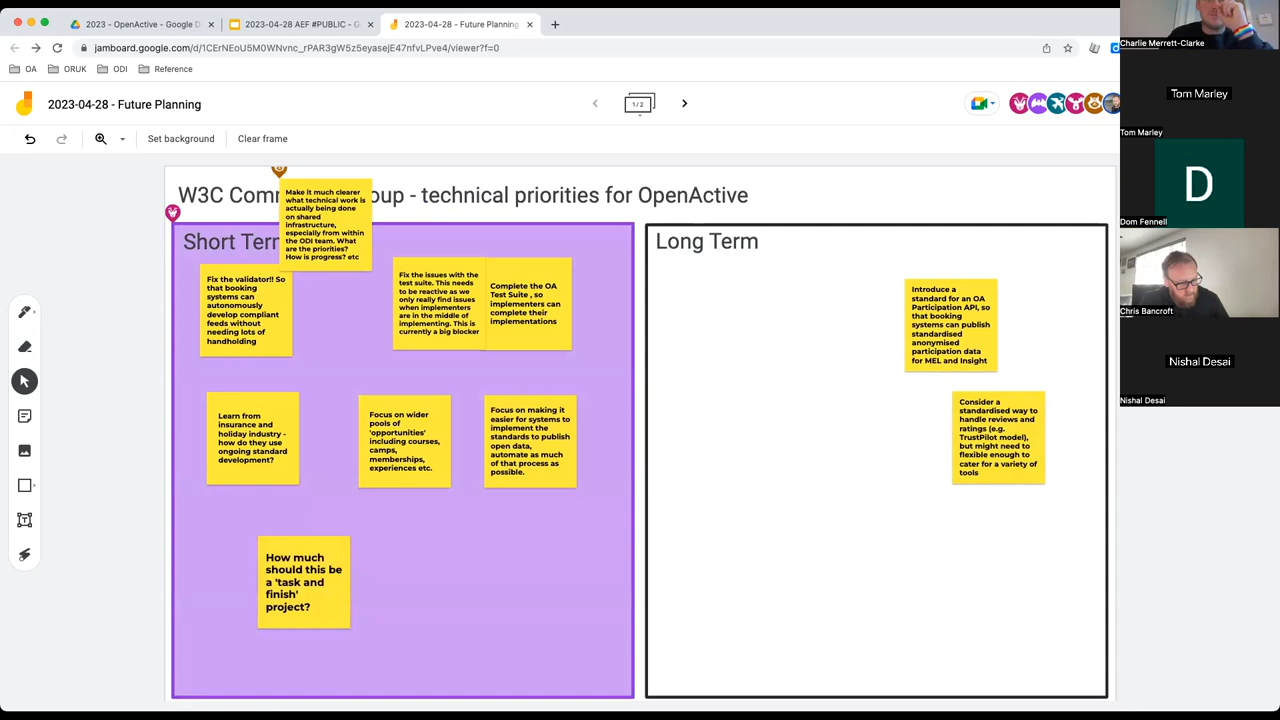 2023 - OpenActive - Google D
2023-04-28 AEF #PUBLIC - G
2023-04-28 - Future Planning
jamboard.google.com/d/1CErNEoU5M0WNvnc_rPAR3gW5z5eyasejE47nfvLPve4/viewer?f=0
OA
ORUK
ODI
Reference
2023-04-28 - Future Planning
1/2
Set background
Clear frame
W3C Comm
oup - technical priorities for OpenActive
Short Ter
Make it much clearer
what technical work is
actually being done
on shared
infrastructure,
especially from within
the ODI team. What
are the priorities?
How is progress? etc
Fix the validator!! So
that booking
systems can
autonomously
develop compliant
feeds without
needing lots of
handholding
Fix the issues with the
test suite. This needs
to be reactive as we
only really find issues
when implementers
are in the middle of
implementing. This is
currently a big blocker
Complete the OA
Test Suite , so
implementers can
complete their
implementations
Learn from
insurance and
holiday industry -
how do they use
ongoing standard
development?
Focus on wider
pools of
'opportunities'
including courses,
camps,
memberships,
experiences etc.
Focus on making it
easier for systems to
implement the
standards to publish
open data,
automate as much
of that process as
possible.
How much
should this be
a 'task and
finish'
project?
Long Term
Introduce a
standard for an OA
Participation API, so
that booking
systems can publish
standardised
anonymised
participation data
for MEL and Insight
Consider a
standardised way to
handle reviews and
ratings (e.g.
TrustPilot model),
but might need to
flexible enough to
cater for a variety of
tools
Charlie Merrett-Clarke
Tom Marley
Tom Marley
D
Dom Fennell
Chris Bancroft
Nishal Desai
Nishal Desai